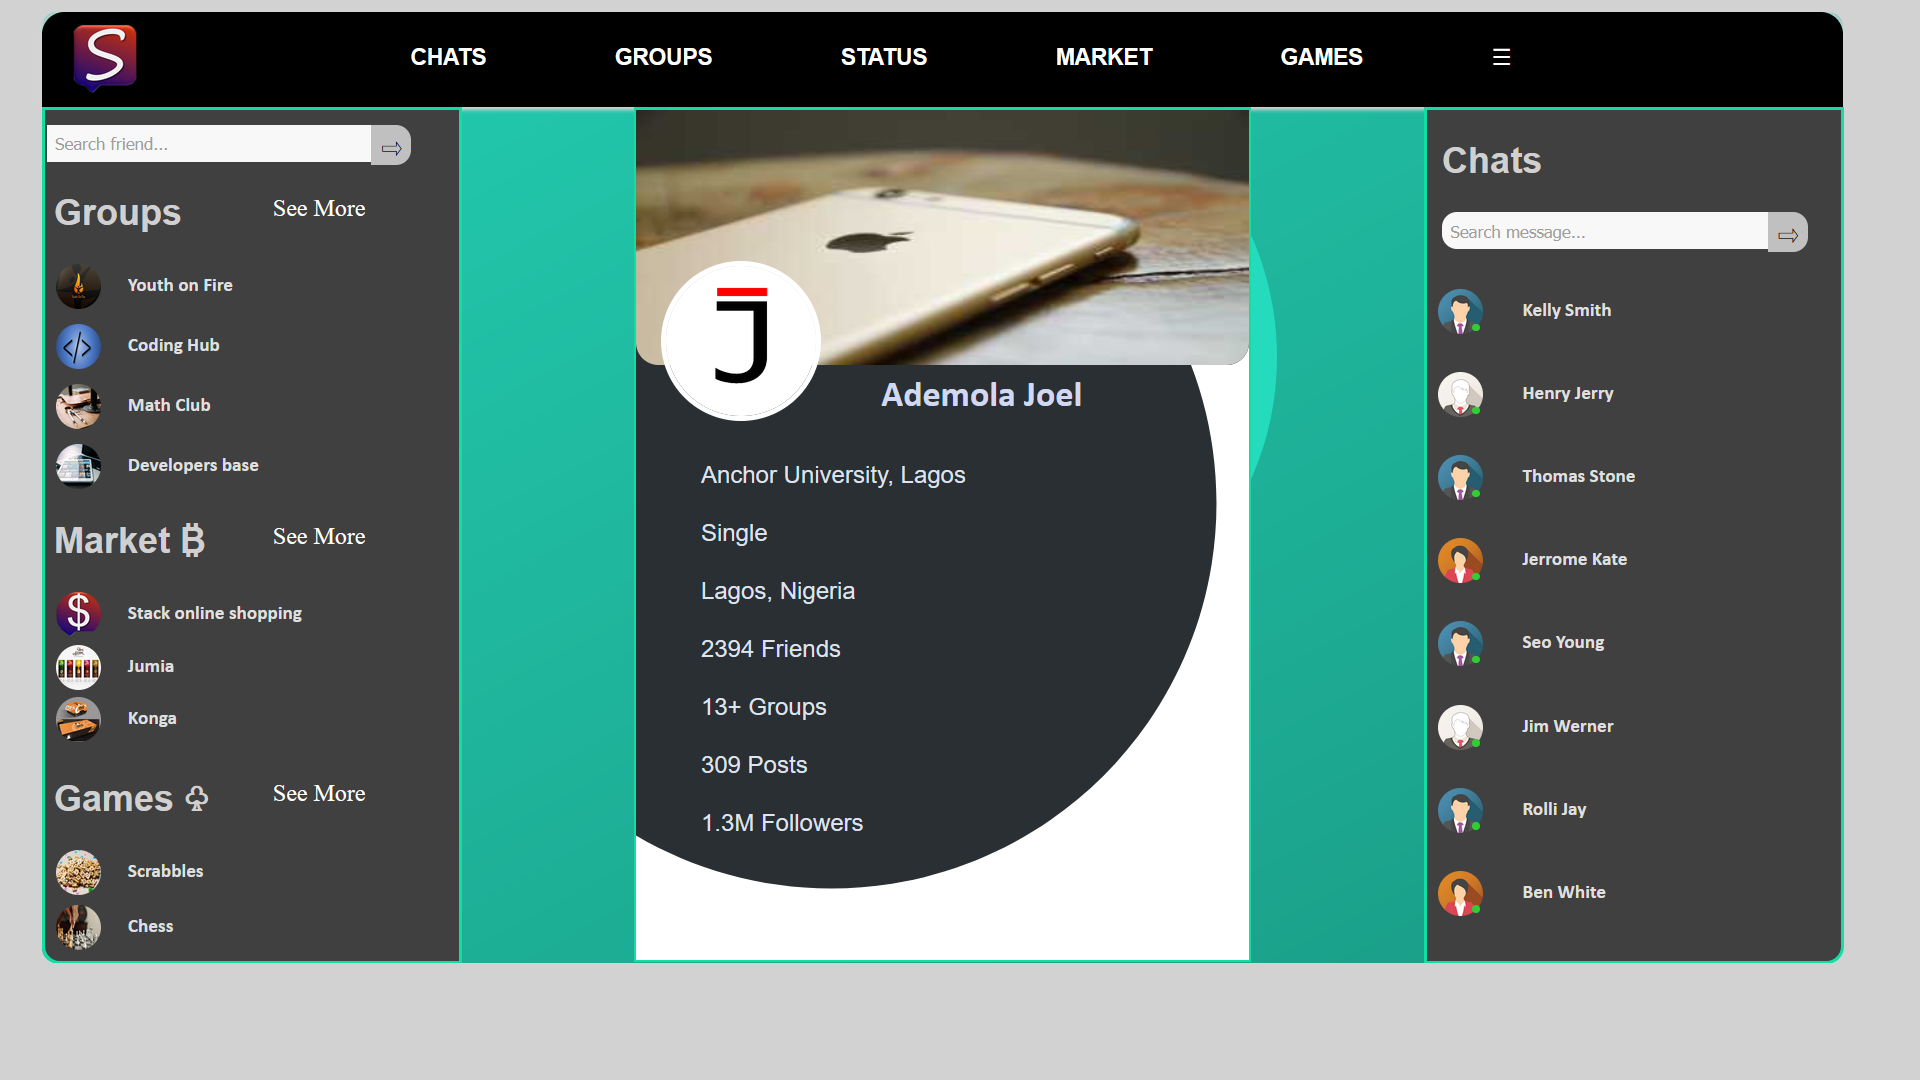 S
CHATS GROUPS STATUS MARKET GAMES ☰
Search friend... ⇨
Groups See More
Youth on Fire
Coding Hub
Math Club
Developers base
Market ₿ See More
$ Stack online shopping
Jumia
Konga
Games ♧ See More
Scrabbles
Chess
J
Ademola Joel
Anchor University, Lagos
Single
Lagos, Nigeria
2394 Friends
13+ Groups
309 Posts
1.3M Followers
Chats
Search message... ⇨
Kelly Smith
Henry Jerry
Thomas Stone
Jerrome Kate
Seo Young
Jim Werner
Rolli Jay
Ben White